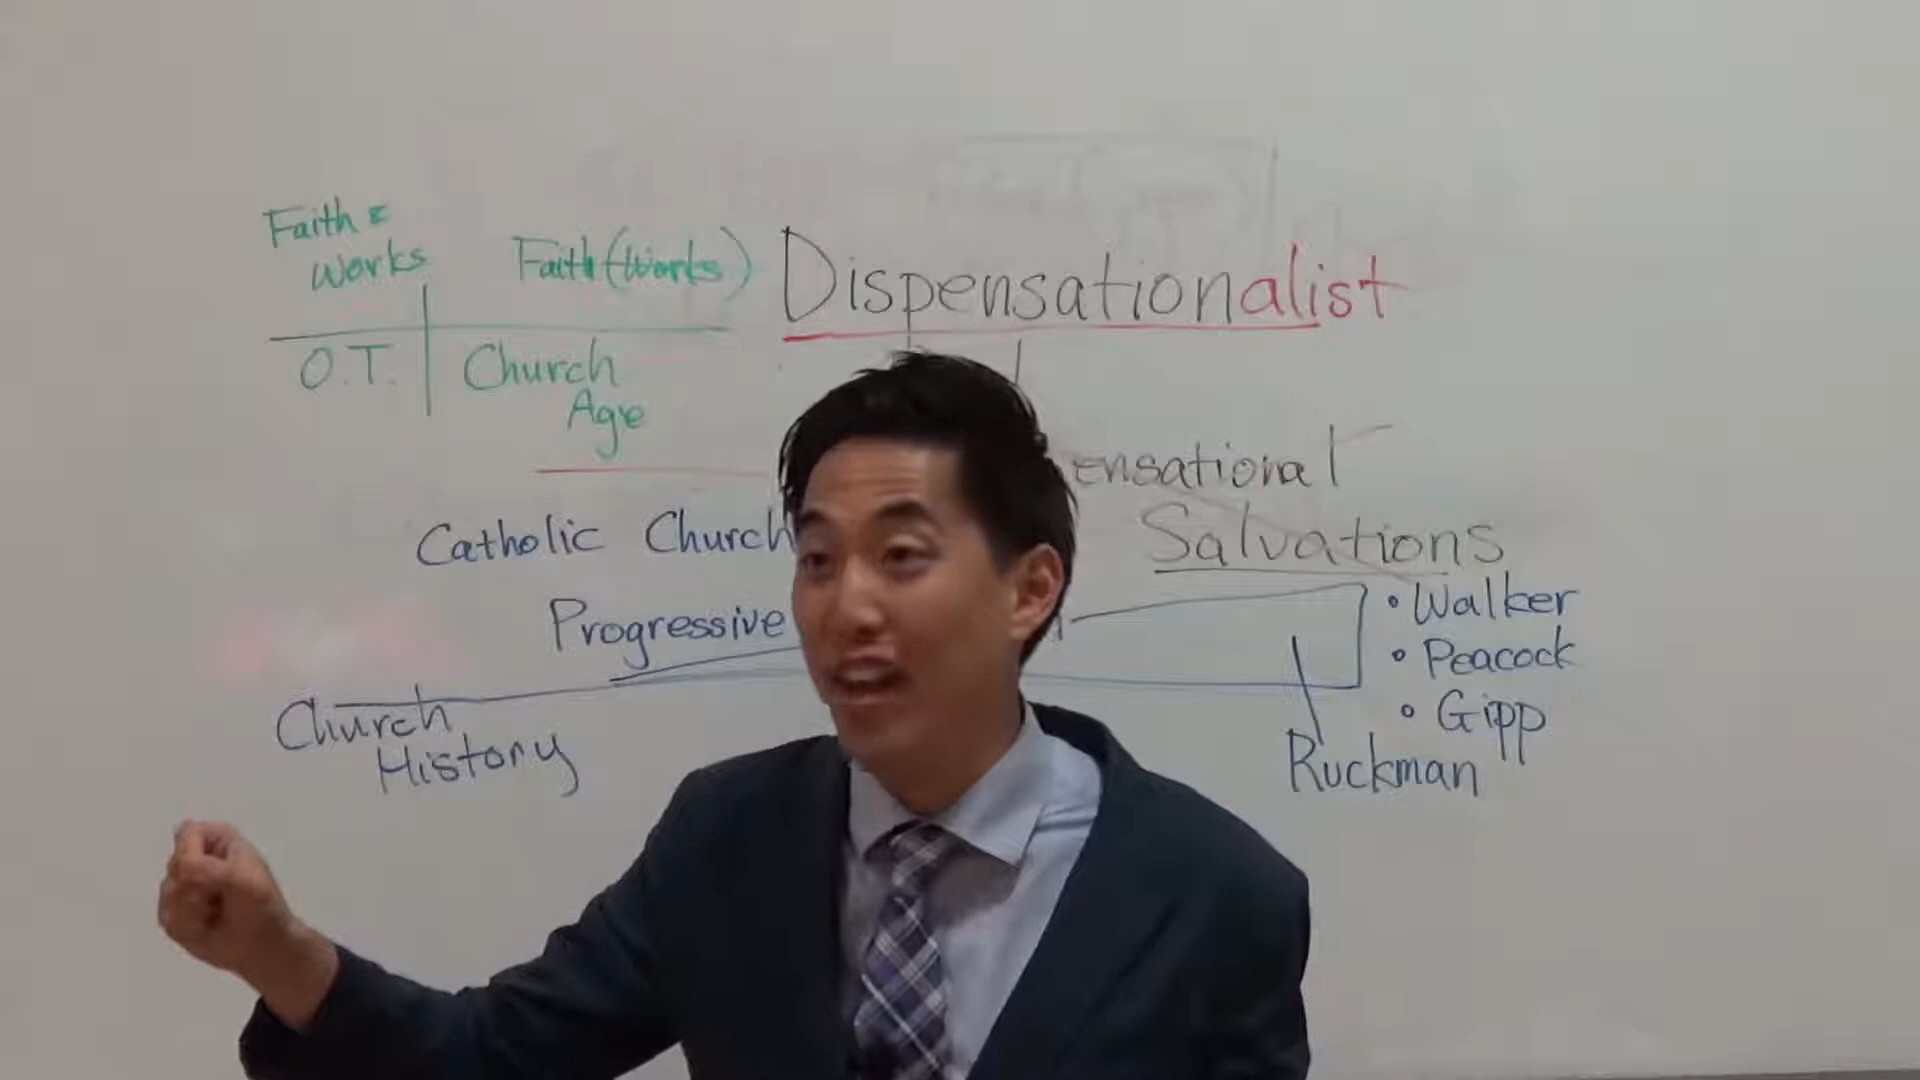 Faith &
Works
Faith (Works)
Dispensationalist
O.T.
Church
Age
ensational
Salvations
Catholic Church
Progressive
• Walker
• Peacock
• Gipp
Church
History
Ruckman